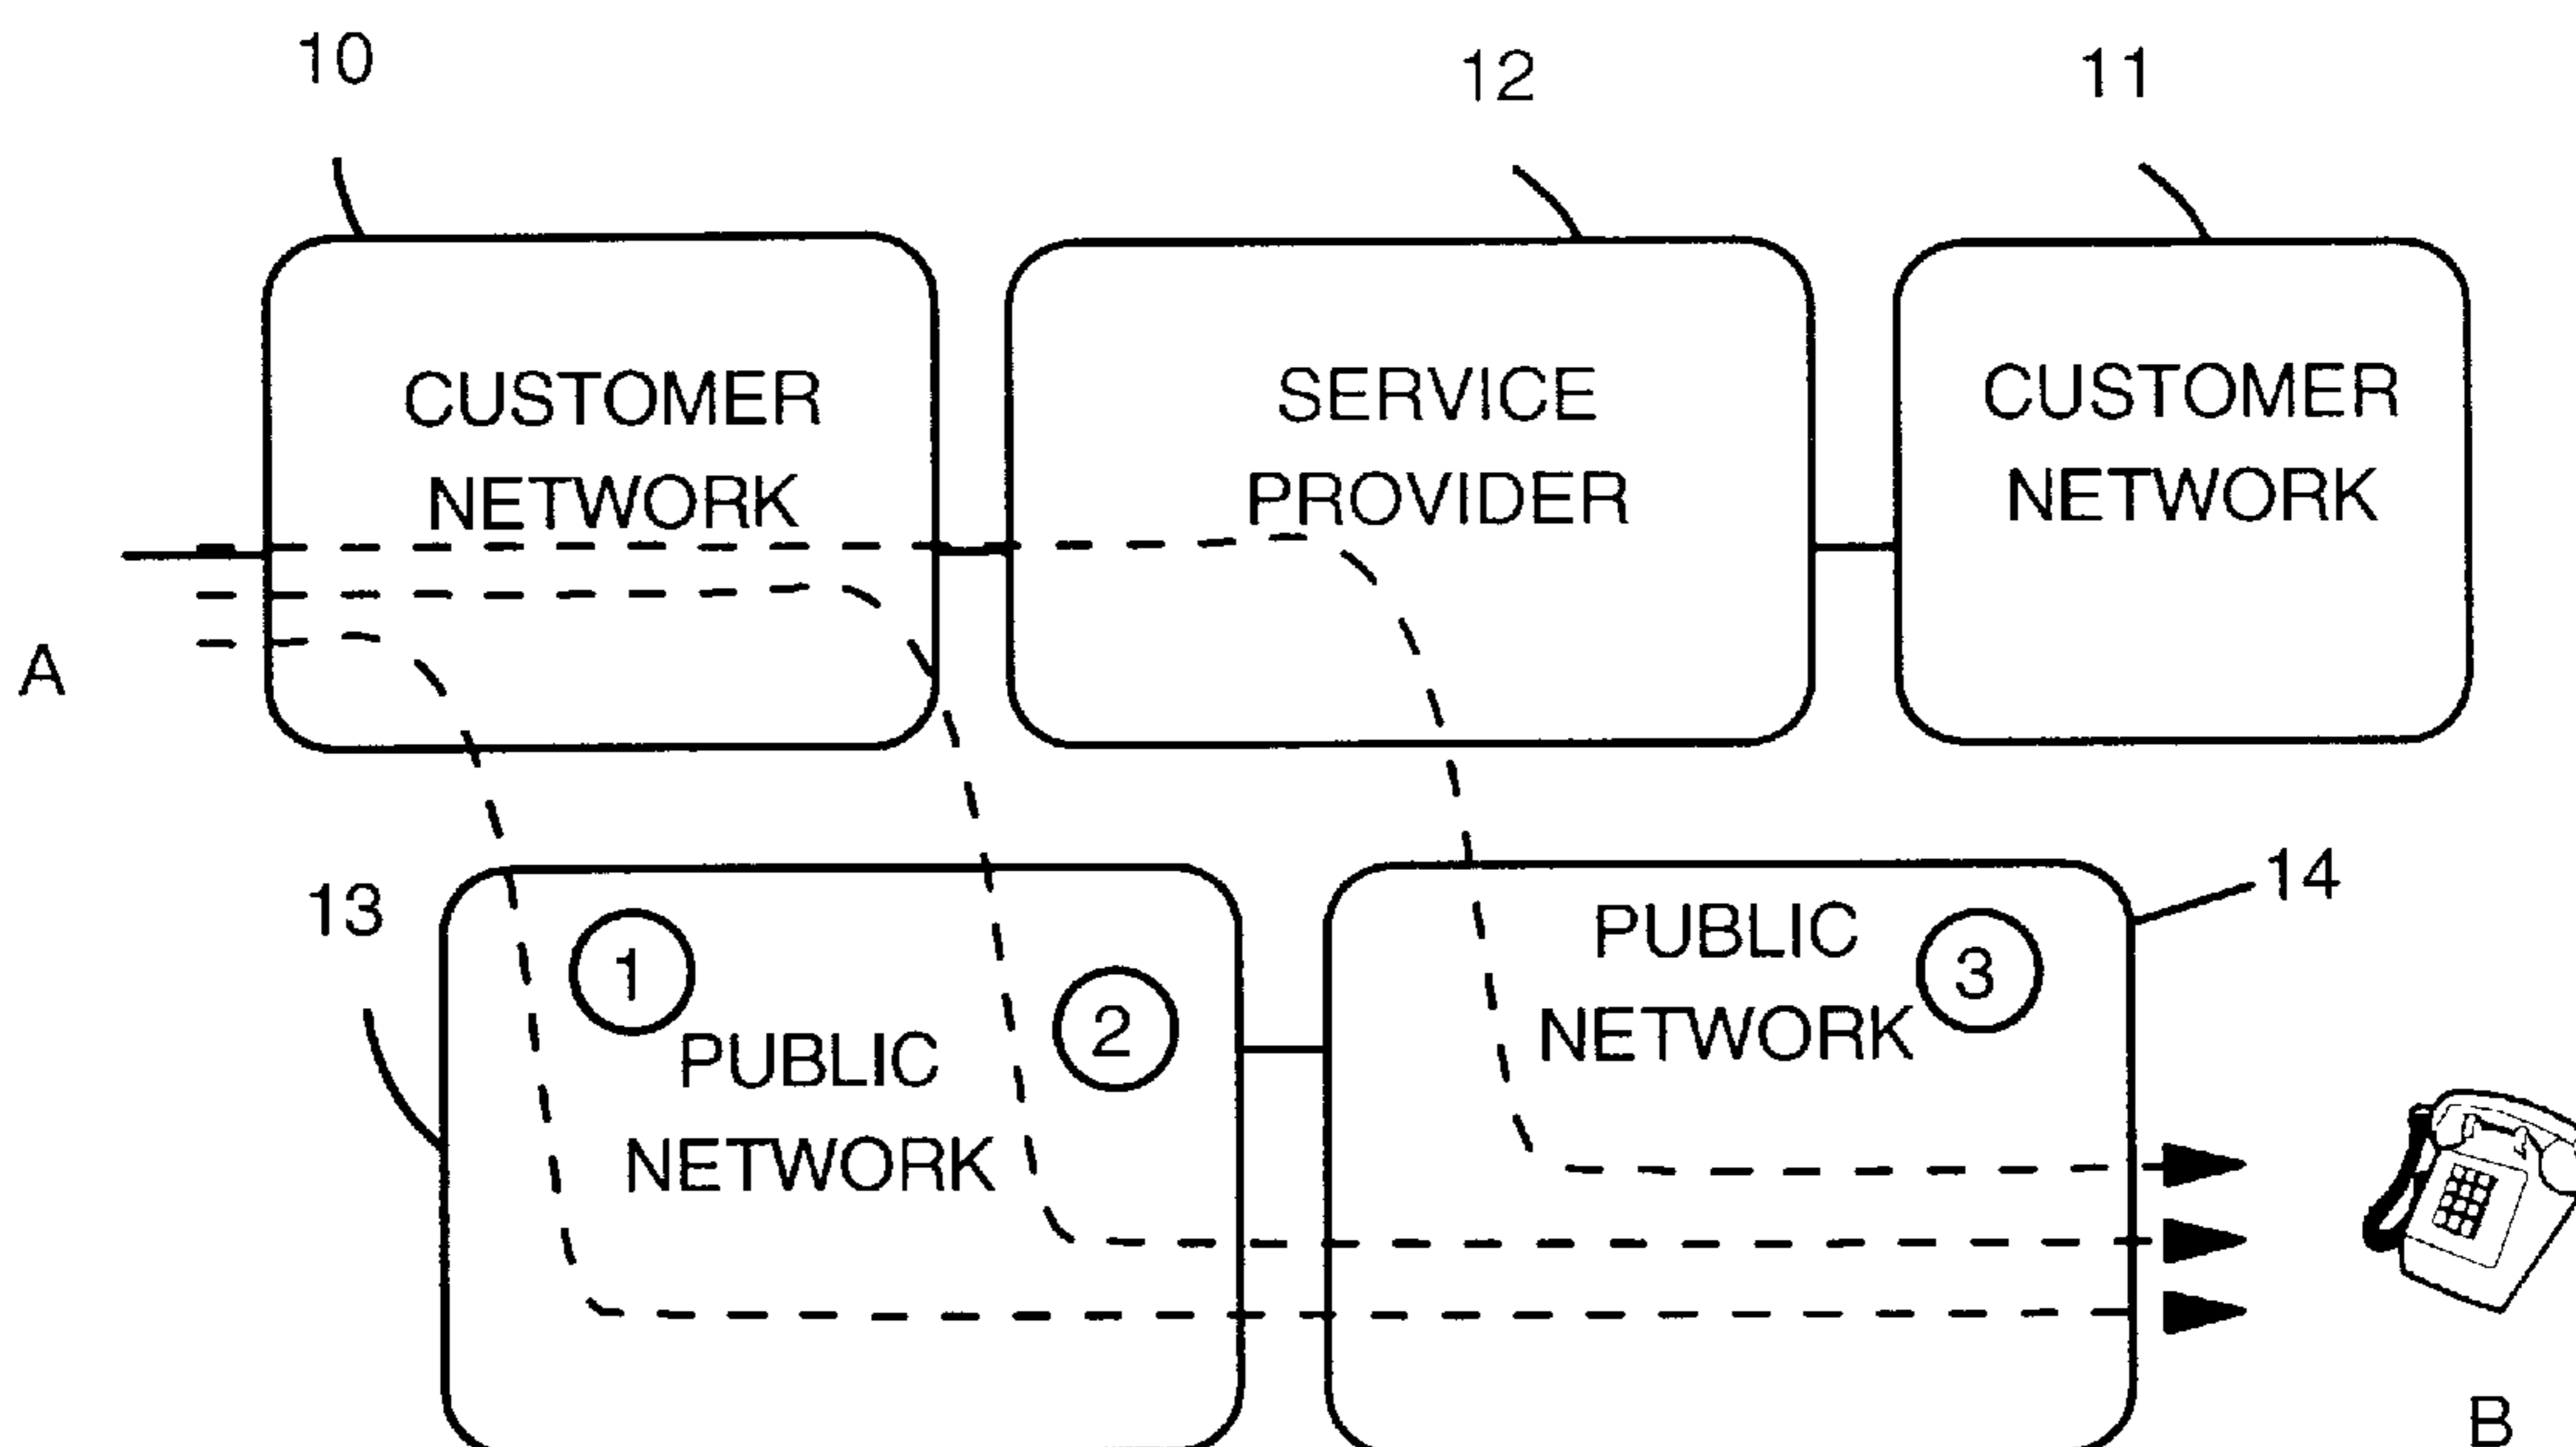 10
12
11
CUSTOMER
NETWORK
SERVICE
PROVIDER
CUSTOMER
NETWORK
A
13
14
1
PUBLIC
NETWORK
2
PUBLIC
NETWORK
3
B